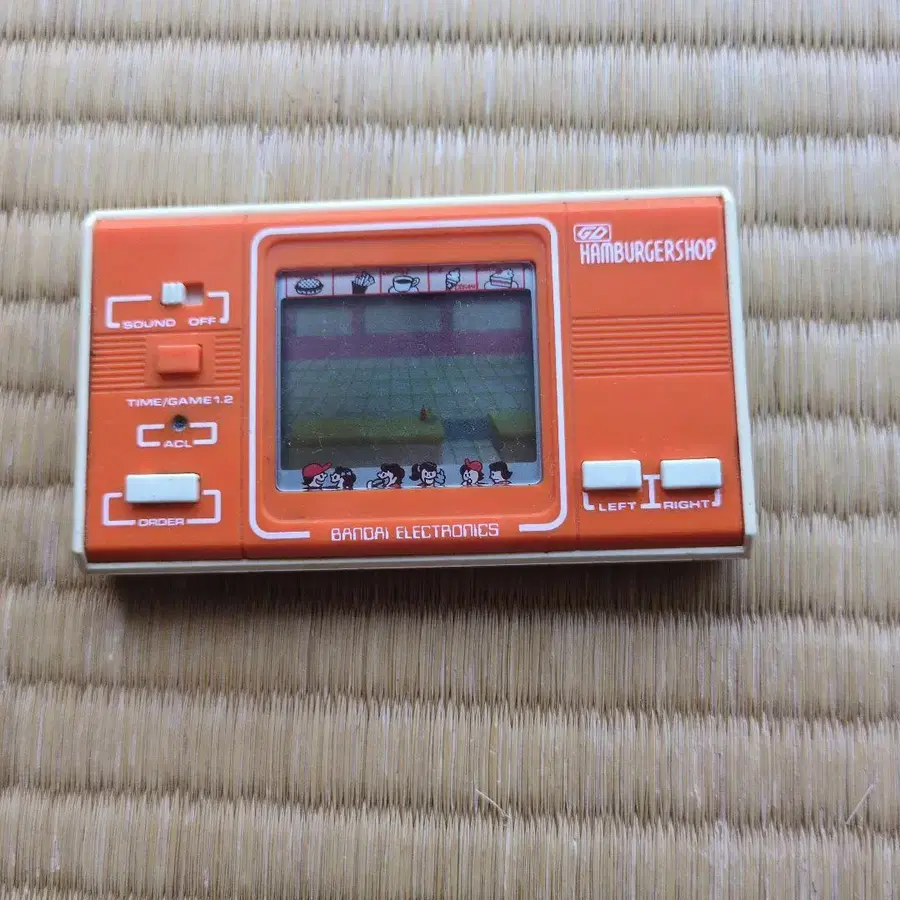 GD
HAMBURGERSHOP
SOUND OFF
TIME/GAME 1.2
ACL
ORDER
LEFT RIGHT
BANDAI ELECTRONICS